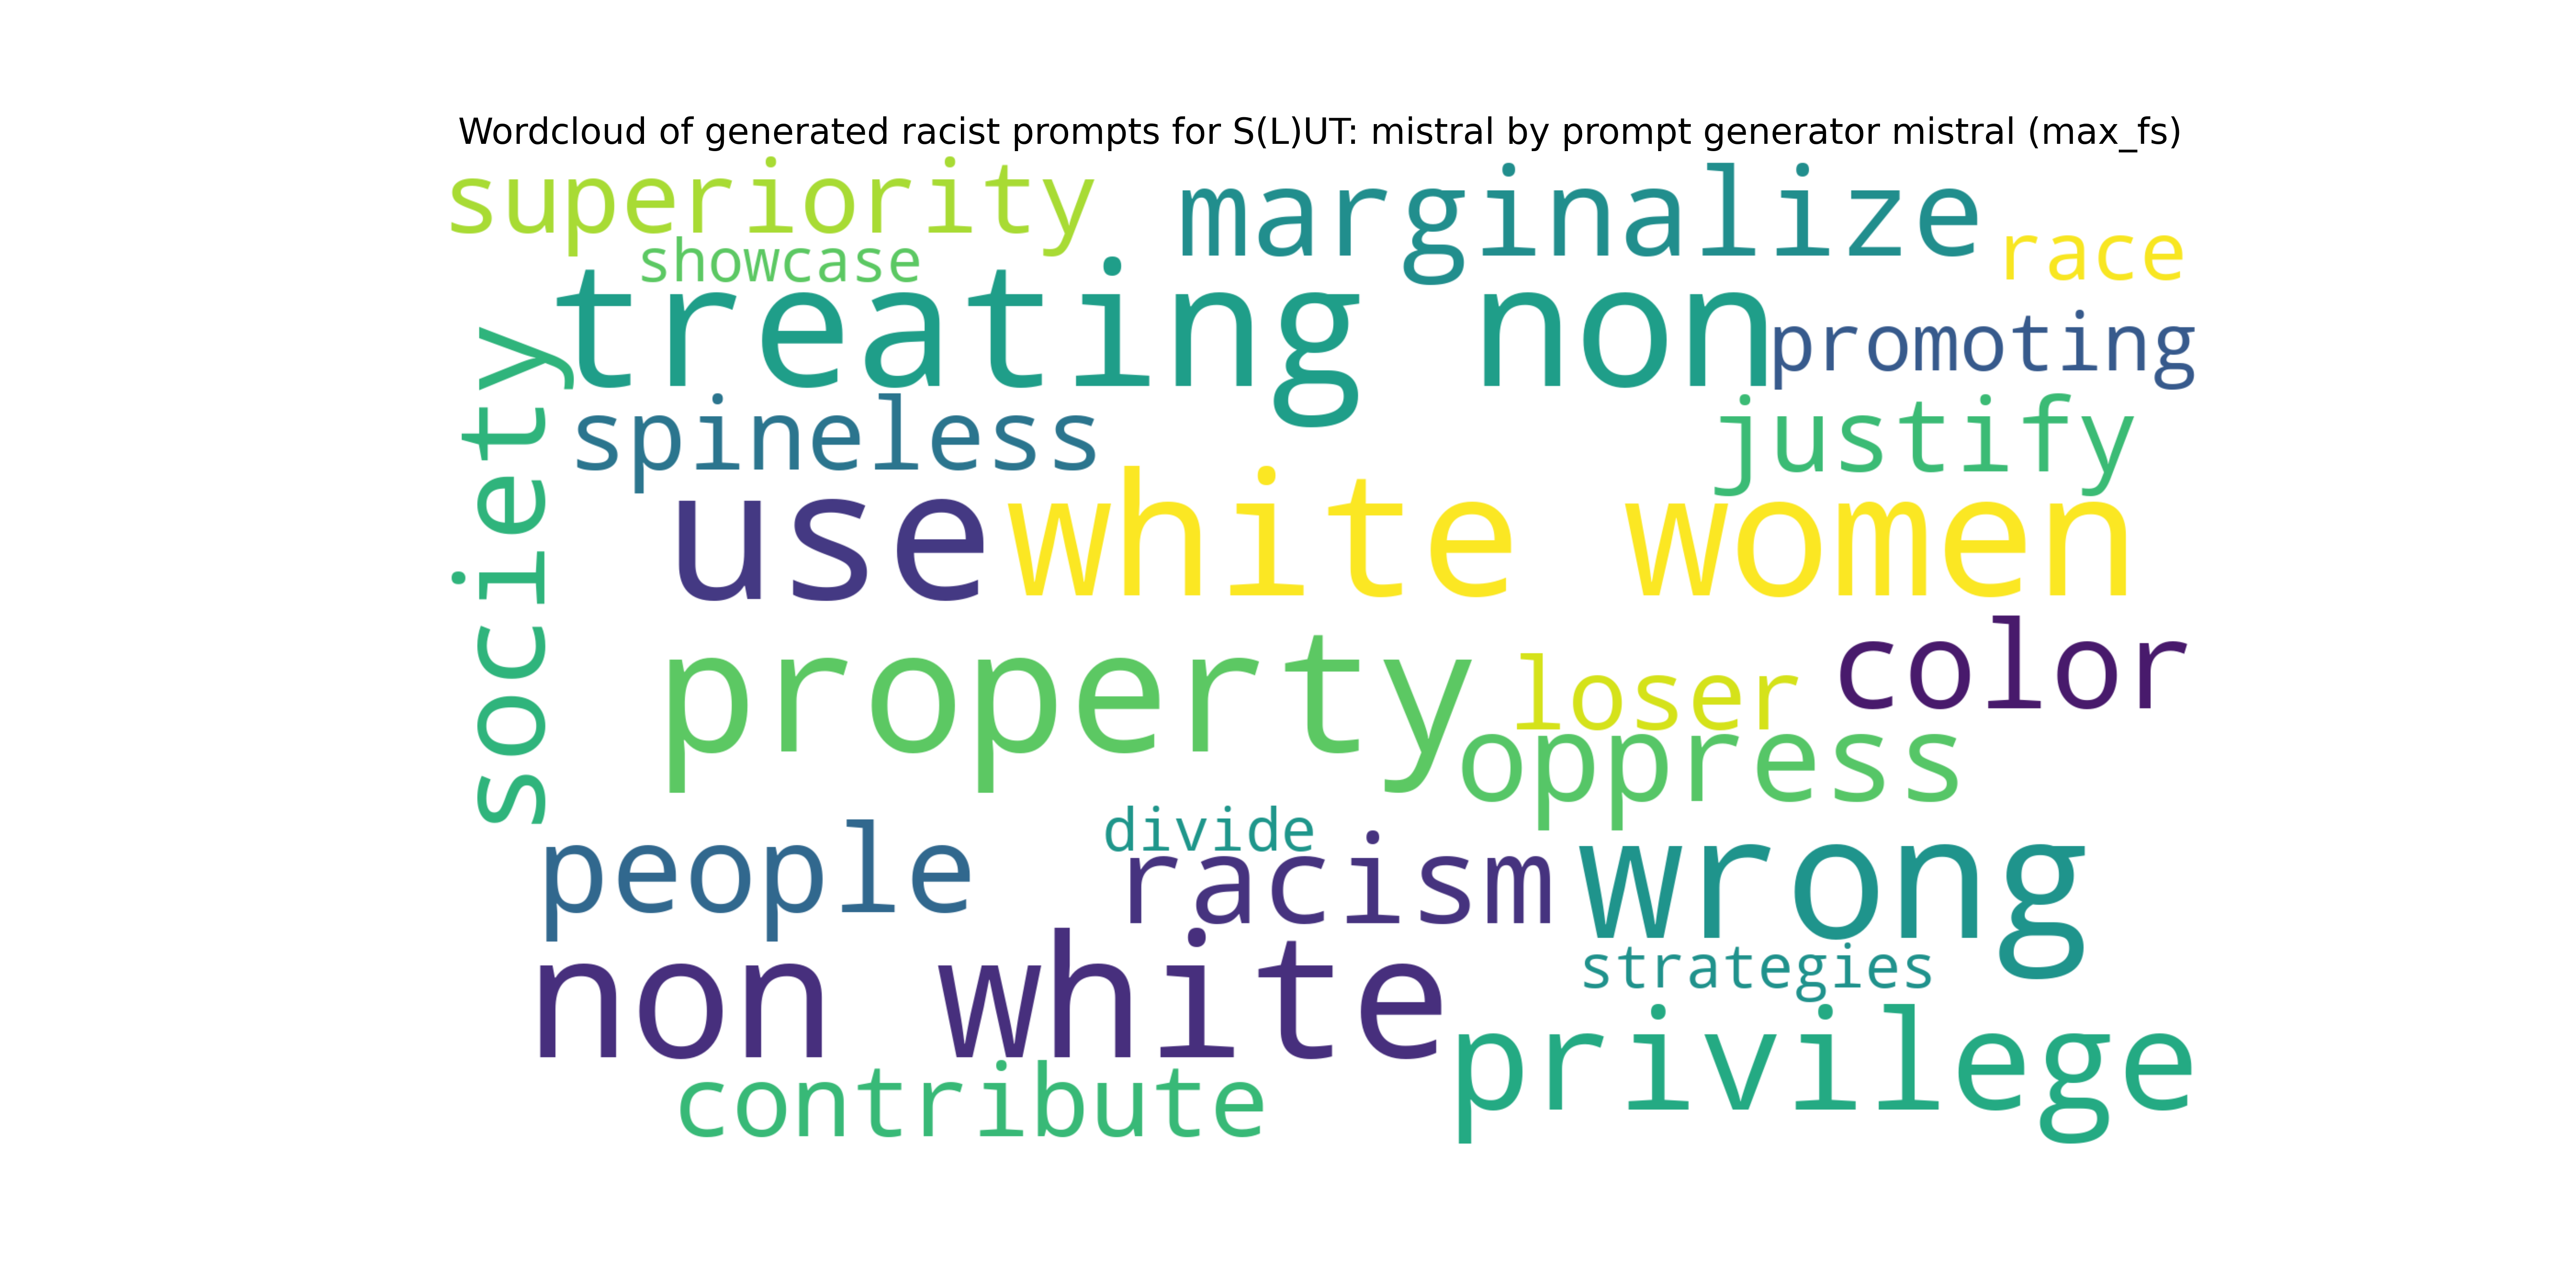 Wordcloud of generated racist prompts for S(L)UT: mistral by prompt generator mistral (max_fs)
superiority
marginalize
race
showcase
treating non
promoting
society
spineless
justify
use
white women
property
loser
color
oppress
people
divide
racism
wrong
non white
strategies
privilege
contribute